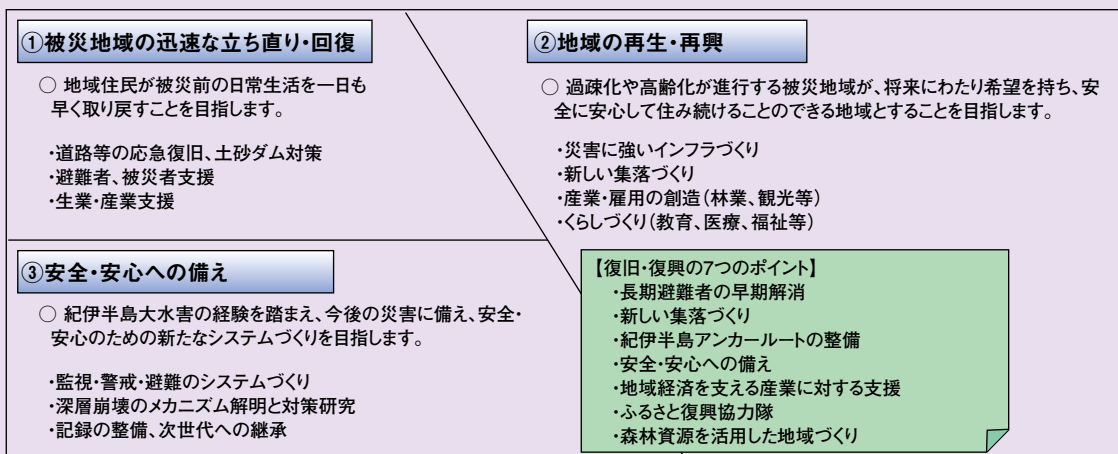 ①被災地域の迅速な立ち直り・回復
○ 地域住民が被災前の日常生活を一日も
早く取り戻すことを目指します。
・道路等の応急復旧、土砂ダム対策
・避難者、被災者支援
・生業・産業支援
②地域の再生・再興
○ 過疎化や高齢化が進行する被災地域が、将来にわたり希望を持ち、安
全に安心して住み続けることのできる地域とすることを目指します。
・災害に強いインフラづくり
・新しい集落づくり
・産業・雇用の創造（林業、観光等）
・くらしづくり（教育、医療、福祉等）
③安全・安心への備え
○ 紀伊半島大水害の経験を踏まえ、今後の災害に備え、安全・
安心のための新たなシステムづくりを目指します。
・監視・警戒・避難のシステムづくり
・深層崩壊のメカニズム解明と対策研究
・記録の整備、次世代への継承
【復旧・復興の7つのポイント】
・長期避難者の早期解消
・新しい集落づくり
・紀伊半島アンカールートの整備
・安全・安心への備え
・地域経済を支える産業に対する支援
・ふるさと復興協力隊
・森林資源を活用した地域づくり